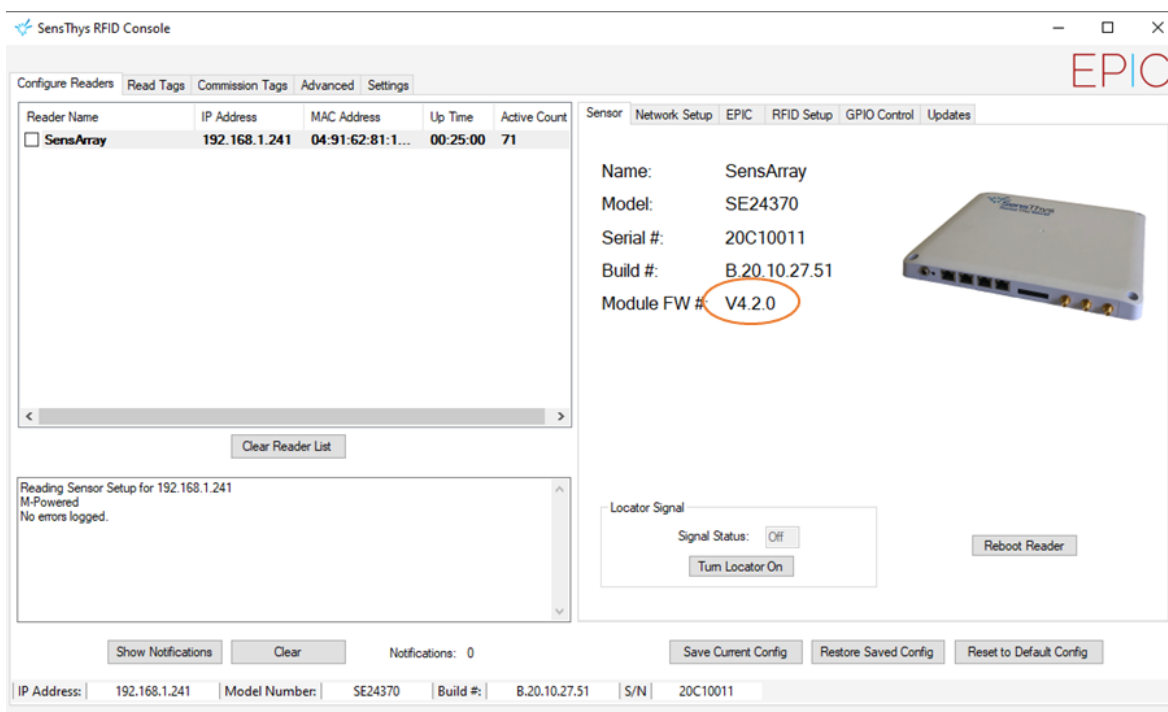 SensThys RFID Console
EPIC
Configure Readers Read Tags Commission Tags Advanced Settings
Reader Name IP Address MAC Address Up Time Active Count
SensArray 192.168.1.241 04:91:62:81:1... 00:25:00 71
Clear Reader List
Reading Sensor Setup for 192.168.1.241
M-Powered
No errors logged.
Show Notifications Clear Notifications: 0
Sensor Network Setup EPIC RFID Setup GPIO Control Updates
Name: SensArray
Model: SE24370
Serial #: 20C10011
Build #: B.20.10.27.51
Module FW #: V4.2.0
SensThys
Locator Signal
Signal Status: Off
Turn Locator On
Reboot Reader
Save Current Config Restore Saved Config Reset to Default Config
IP Address: 192.168.1.241 Model Number: SE24370 Build #: B.20.10.27.51 S/N 20C10011